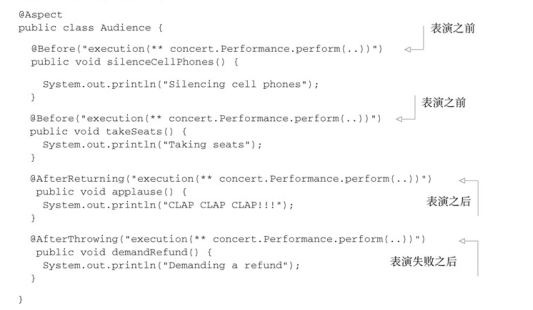 @Aspect
public class Audience {
@Before("execution(** concert.Performance.perform(..))")
表演之前
public void silenceCellPhones() {
System.out.println("Silencing cell phones");
}
@Before("execution(** concert.Performance.perform(..))")
表演之前
public void takeSeats() {
System.out.println("Taking seats");
}
@AfterReturning("execution(** concert.Performance.perform(..))")
public void applause() {
表演之后
System.out.println("CLAP CLAP CLAP!!!");
}
@AfterThrowing("execution(** concert.Performance.perform(..))")
public void demandRefund() {
表演失败之后
System.out.println("Demanding a refund");
}
}